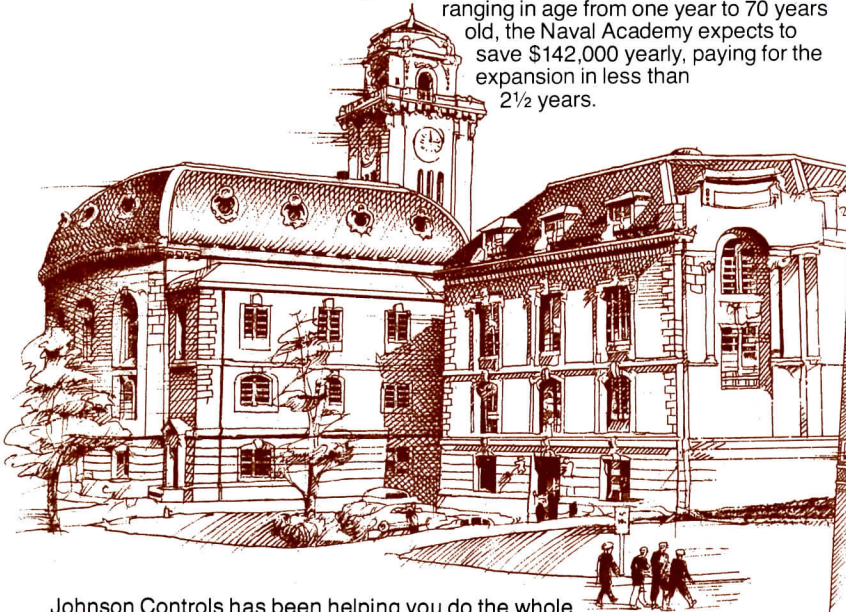 ranging in age from one year to 70 years
old, the Naval Academy expects to
save $142,000 yearly, paying for the
expansion in less than
2½ years.
Johnson Controls has been helping you do the whole